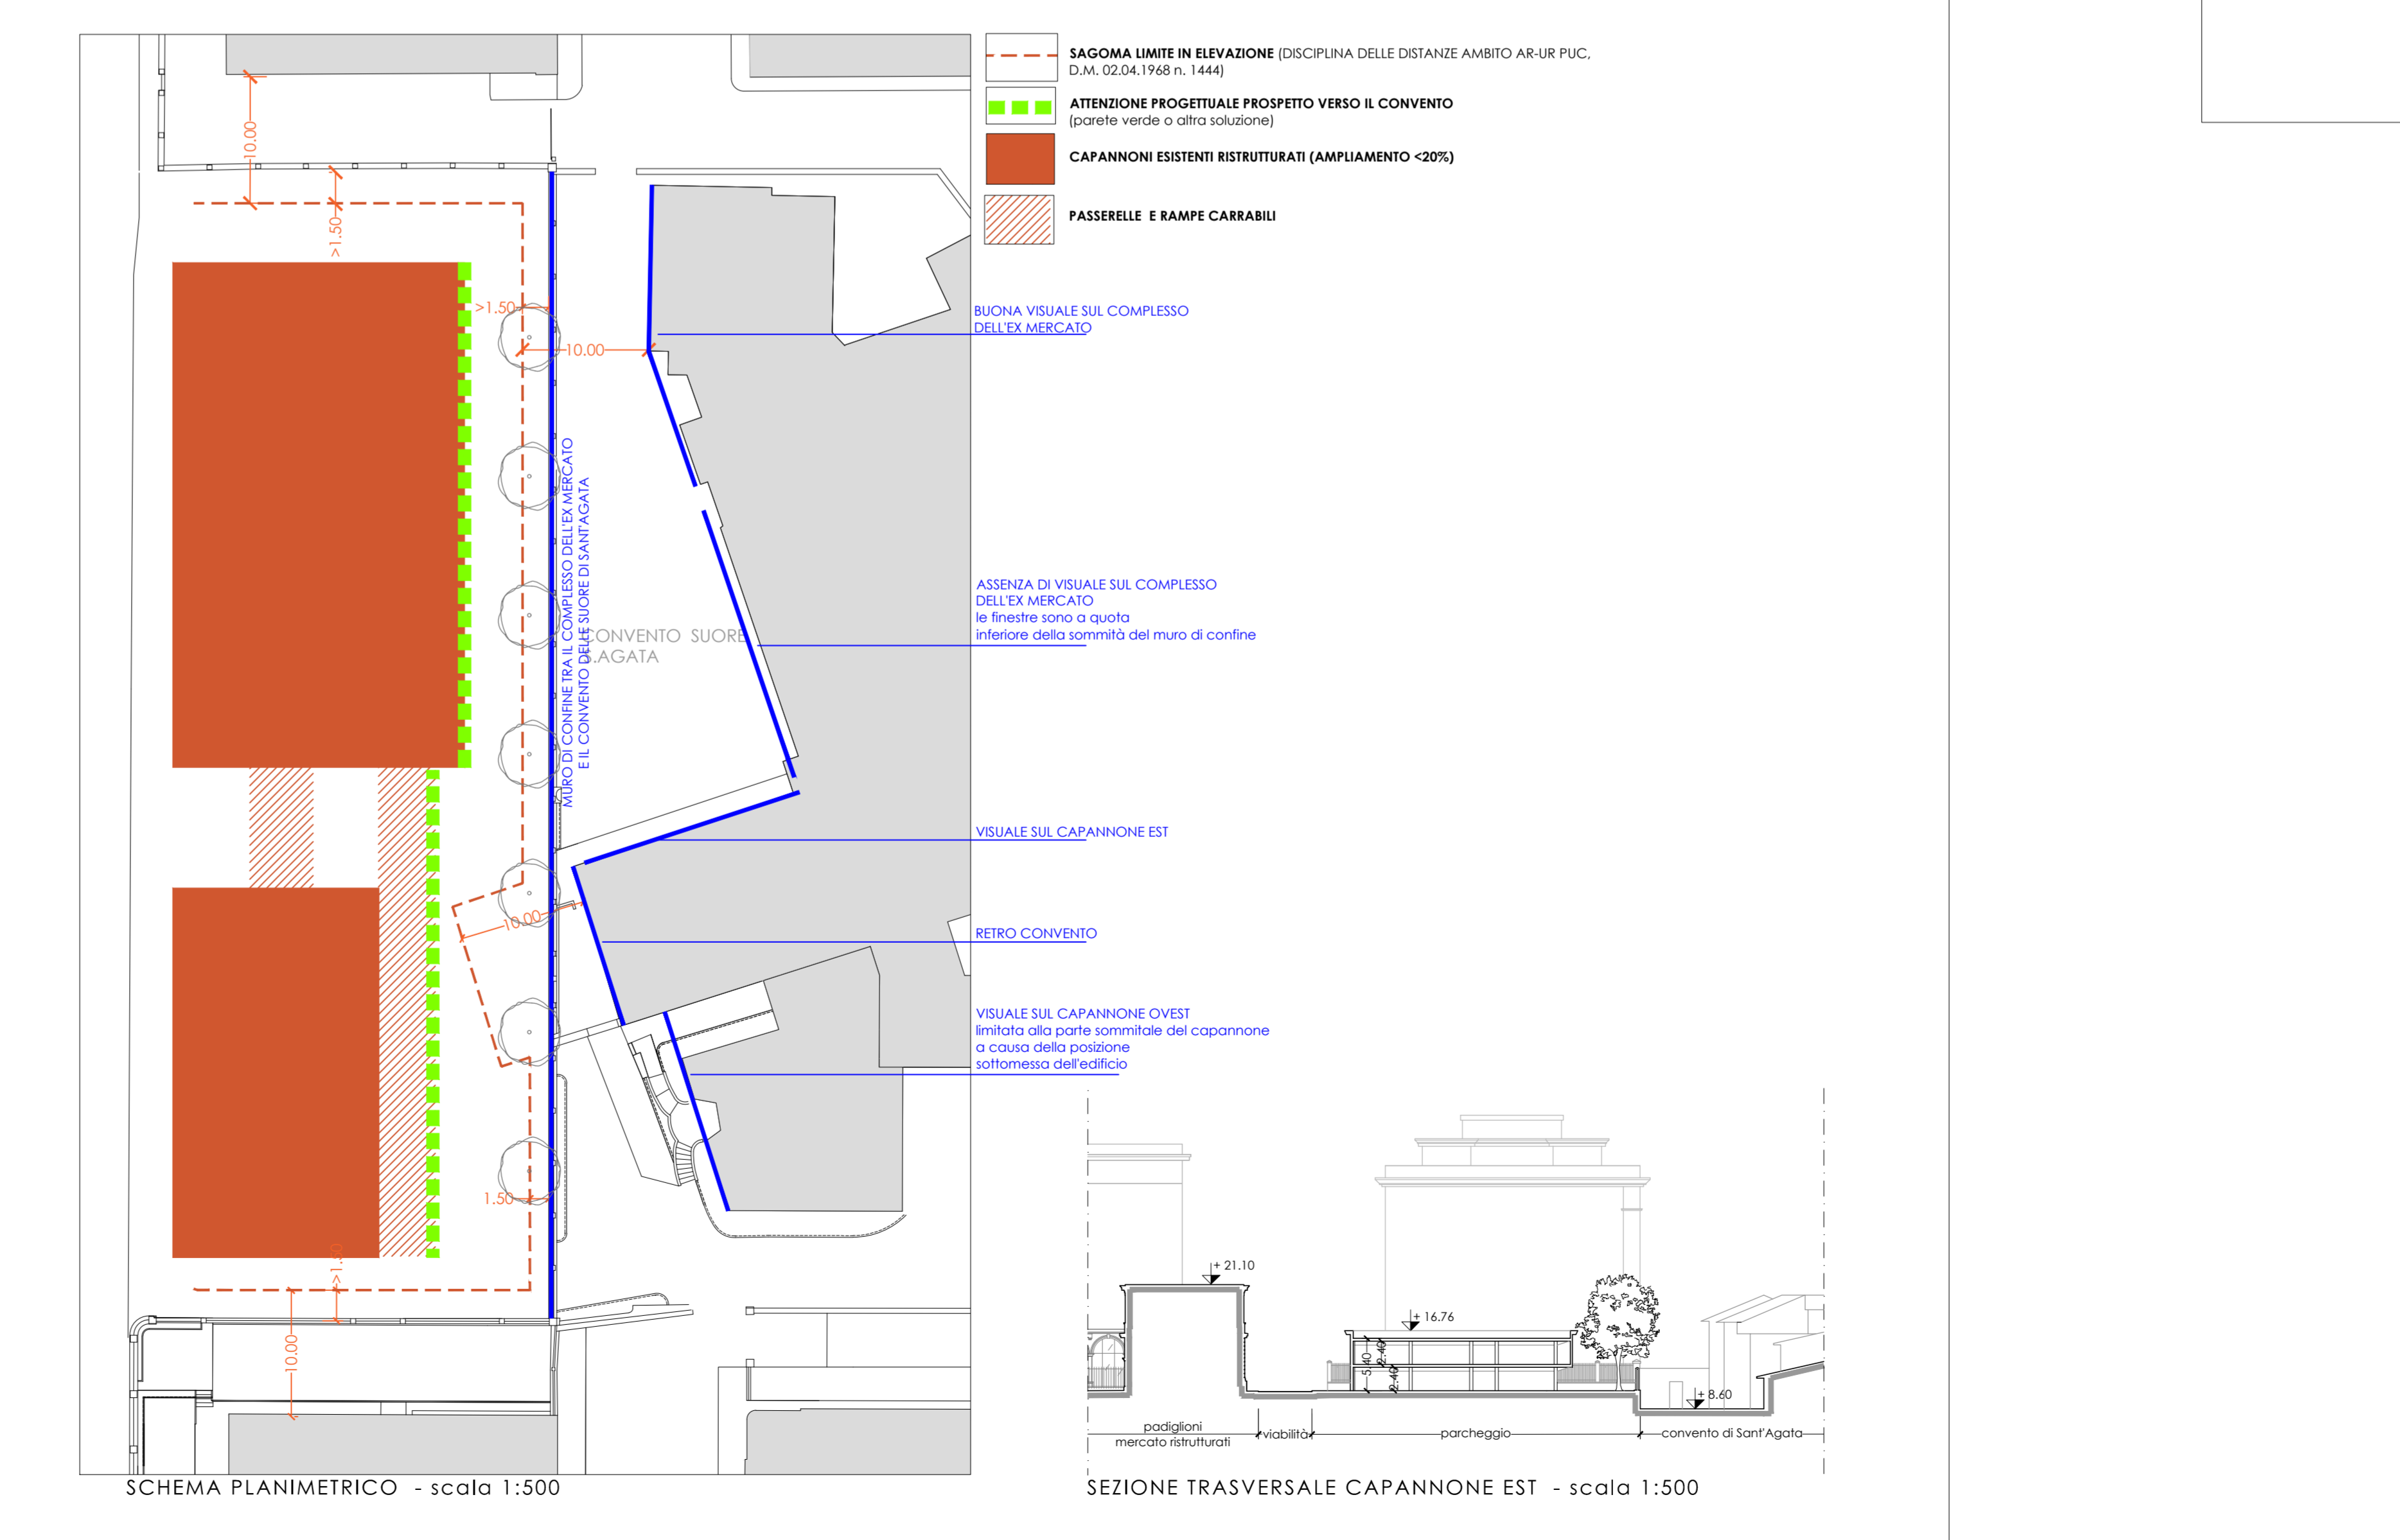 SAGOMA LIMITE IN ELEVAZIONE (DISCIPLINA DELLE DISTANZE AMBITO AR-UR PUC,
D.M. 02.04.1968 n. 1444)
ATTENZIONE PROGETTUALE PROSPETTO VERSO IL CONVENTO
(parete verde o altra soluzione)
CAPANNONI ESISTENTI RISTRUTTURATI (AMPLIAMENTO <20%)
PASSERELLE E RAMPE CARRABILI
10.00
>1.50
>1.50
10.00
BUONA VISUALE SUL COMPLESSO
DELL'EX MERCATO
MURO DI CONFINE TRA IL COMPLESSO DELL'EX MERCATO
E IL CONVENTO DELLE SUORE DI SANT'AGATA
CONVENTO SUORE
S.AGATA
ASSENZA DI VISUALE SUL COMPLESSO
DELL'EX MERCATO
le finestre sono a quota
inferiore della sommità del muro di confine
VISUALE SUL CAPANNONE EST
10.00
RETRO CONVENTO
VISUALE SUL CAPANNONE OVEST
limitata alla parte sommitale del capannone
a causa della posizione
sottomessa dell'edificio
1.50
>1.50
10.00
+ 21.10
+ 16.76
5.40
2.40
2.40
+ 8.60
padiglioni
mercato ristrutturati
viabilità
parcheggio
convento di Sant'Agata
SCHEMA PLANIMETRICO - scala 1:500
SEZIONE TRASVERSALE CAPANNONE EST - scala 1:500